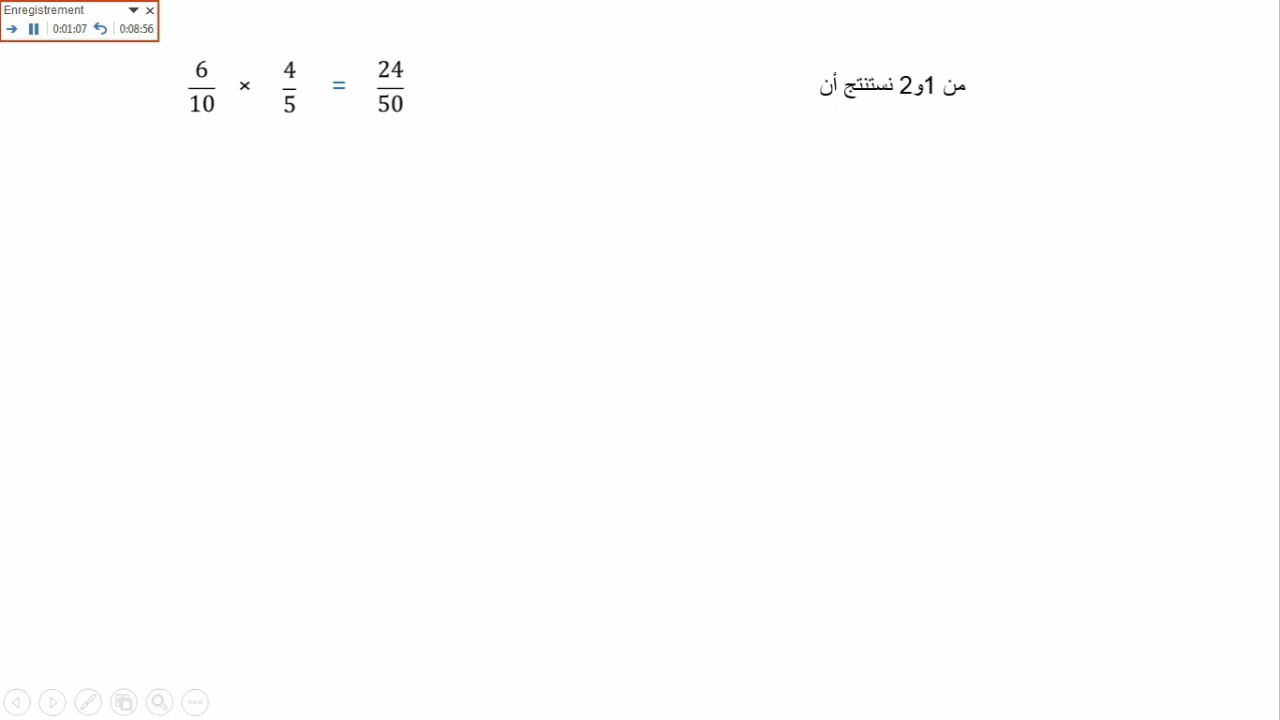 Enregistrement
0:01:07 0:08:56
من 1و2 نستنتج أن
6/10 × 4/5 = 24/50